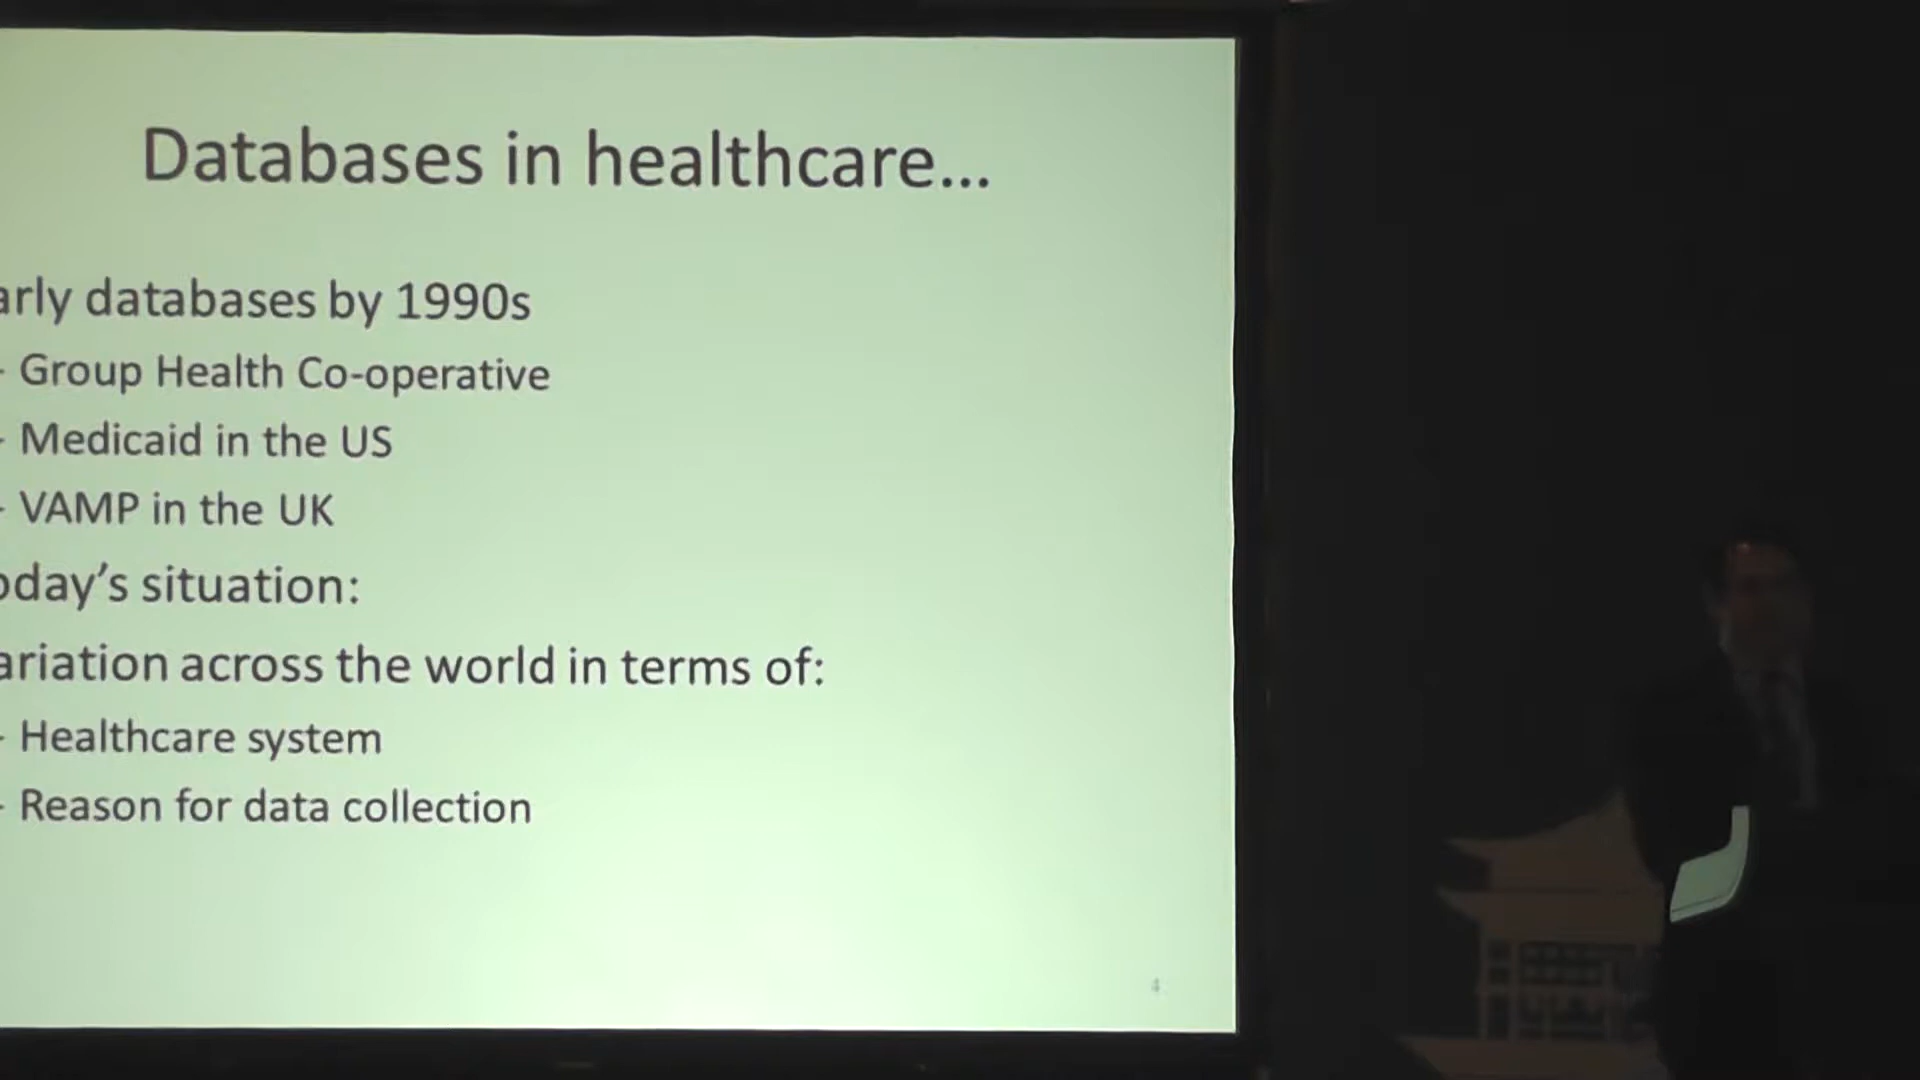 Databases in healthcare...
arly databases by 1990s
- Group Health Co-operative
- Medicaid in the US
- VAMP in the UK
oday's situation:
ariation across the world in terms of:
- Healthcare system
- Reason for data collection
4